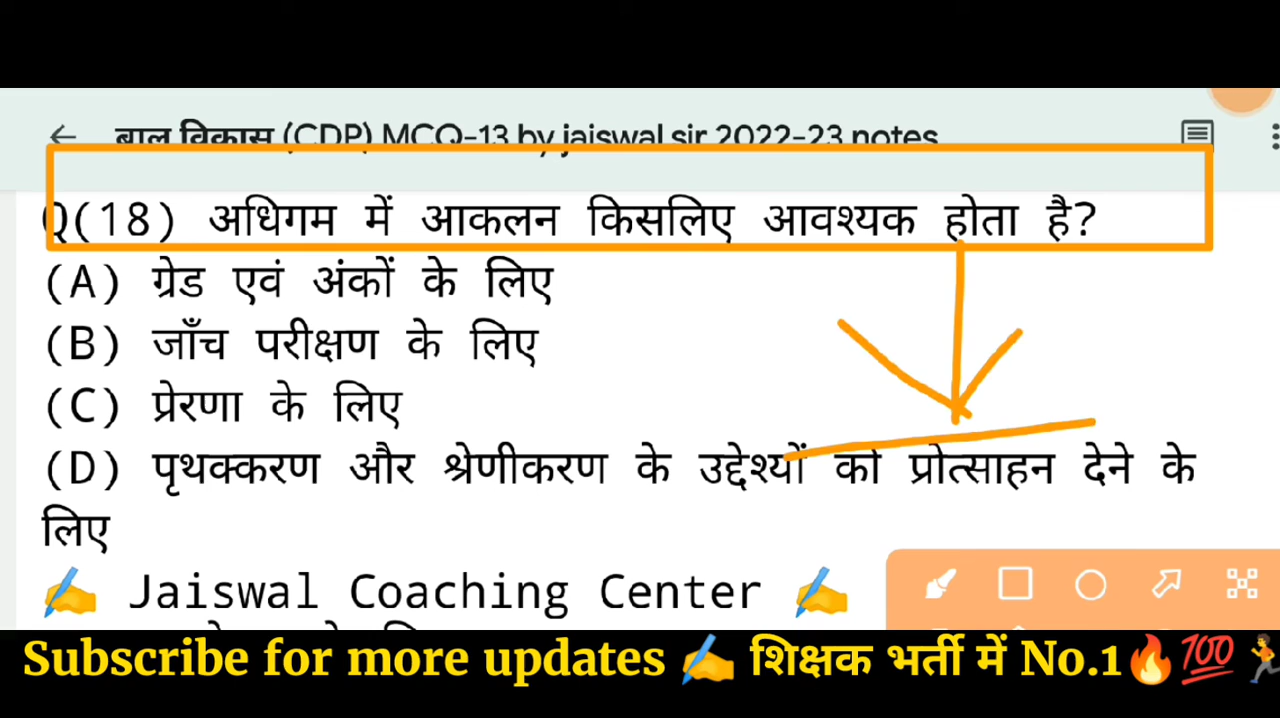 बाल विकास (CDP) MCQ-13 by jaiswal sir 2022-23 notes
Q(18) अधिगम में आकलन किसलिए आवश्यक होता है?
(A) ग्रेड एवं अंकों के लिए
(B) जाँच परीक्षण के लिए
(C) प्रेरणा के लिए
(D) पृथक्करण और श्रेणीकरण के उद्देश्यों को प्रोत्साहन देने के
लिए
✍️ Jaiswal Coaching Center ✍️
Subscribe for more updates ✍️ शिक्षक भर्ती में No.1🔥💯🏃